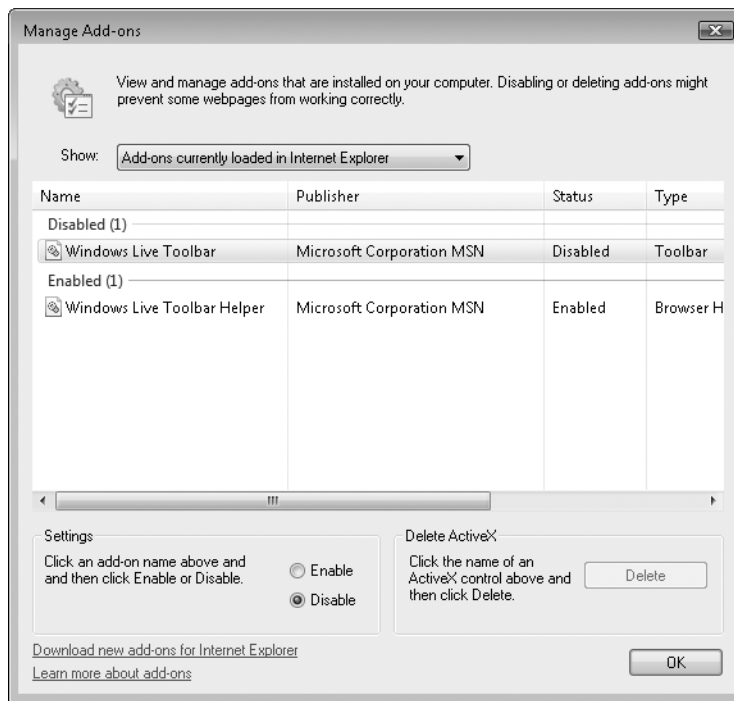 Manage Add-ons
View and manage add-ons that are installed on your computer. Disabling or deleting add-ons might
prevent some webpages from working correctly.
Show: Add-ons currently loaded in Internet Explorer
Name Publisher Status Type
Disabled (1)
Windows Live Toolbar Microsoft Corporation MSN Disabled Toolbar
Enabled (1)
Windows Live Toolbar Helper Microsoft Corporation MSN Enabled Browser H
Settings
Click an add-on name above and
and then click Enable or Disable.
Enable
Disable
Delete ActiveX
Click the name of an
ActiveX control above and
then click Delete.
Delete
Download new add-ons for Internet Explorer
Learn more about add-ons
OK